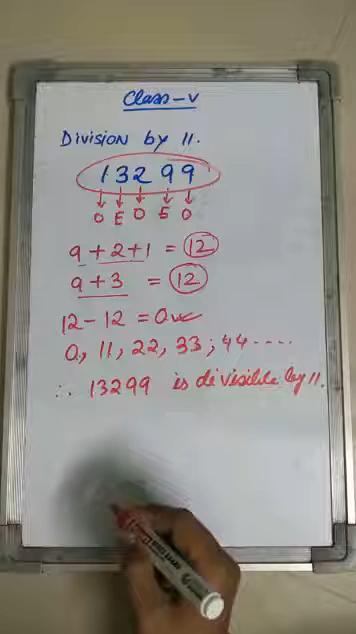 Class-V
Division by 11.
13299
O E O E O
9+2+1 = 12
9+3 = 12
12-12 = 0
0, 11, 22, 33, 44.....
∴ 13299 is divisible by 11.